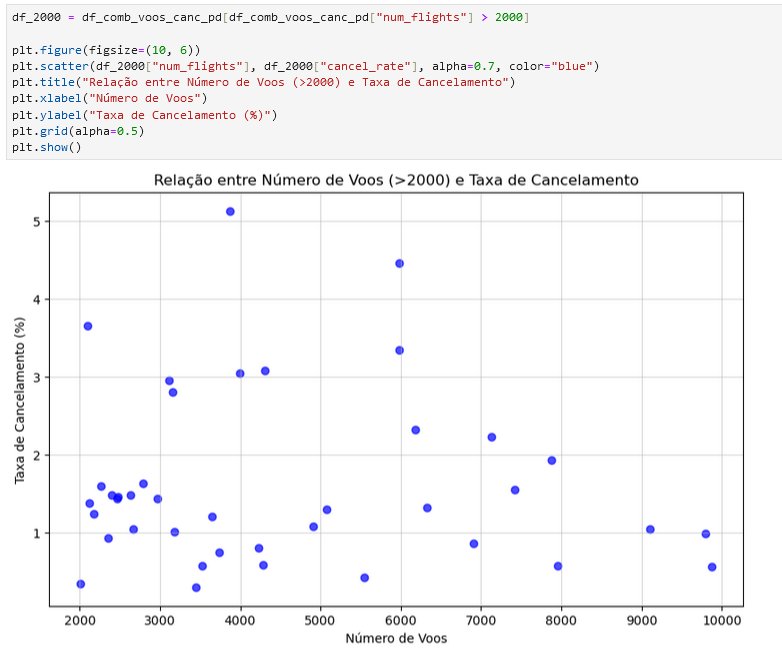 df_2000 = df_comb_voos_canc_pd[df_comb_voos_canc_pd["num_flights"] > 2000]
plt.figure(figsize=(10, 6))
plt.scatter(df_2000["num_flights"], df_2000["cancel_rate"], alpha=0.7, color="blue")
plt.title("Relação entre Número de Voos (>2000) e Taxa de Cancelamento")
plt.xlabel("Número de Voos")
plt.ylabel("Taxa de Cancelamento (%)")
plt.grid(alpha=0.5)
plt.show()
Relação entre Número de Voos (>2000) e Taxa de Cancelamento
Taxa de Cancelamento (%)
5
4
3
2
1
2000 3000 4000 5000 6000 7000 8000 9000 10000
Número de Voos